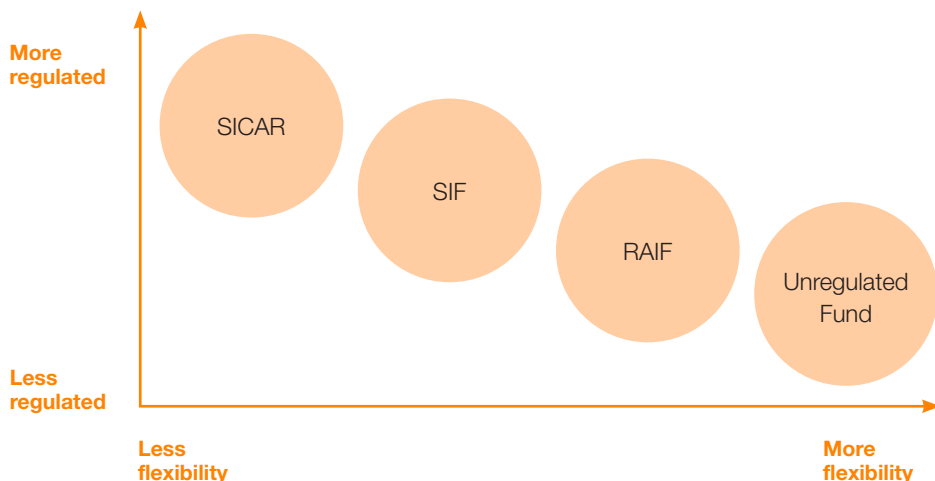 More
regulated
SICAR
SIF
RAIF
Unregulated
Fund
Less
regulated
Less
flexibility
More
flexibility